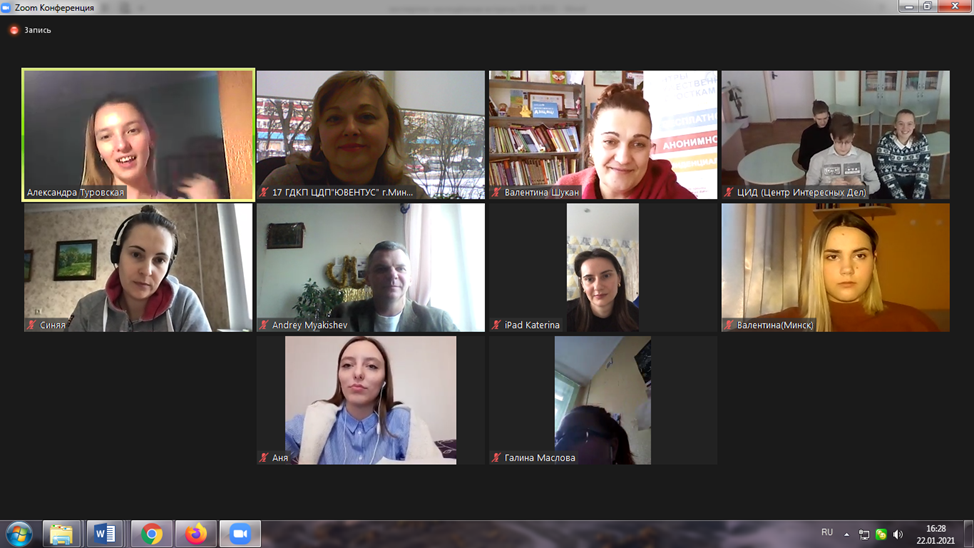 Zoom Конференция
Запись
Александра Туровская
17 ГДКП ЦДП"ЮВЕНТУС" г.Мин...
Валентина Шукан
АНОНИМНО
ЦИД (Центр Интересных Дел)
Синяя
Andrey Myakishev
iPad Katerina
Валентина(Минск)
Аня
Галина Маслова
RU
16:28
22.01.2021